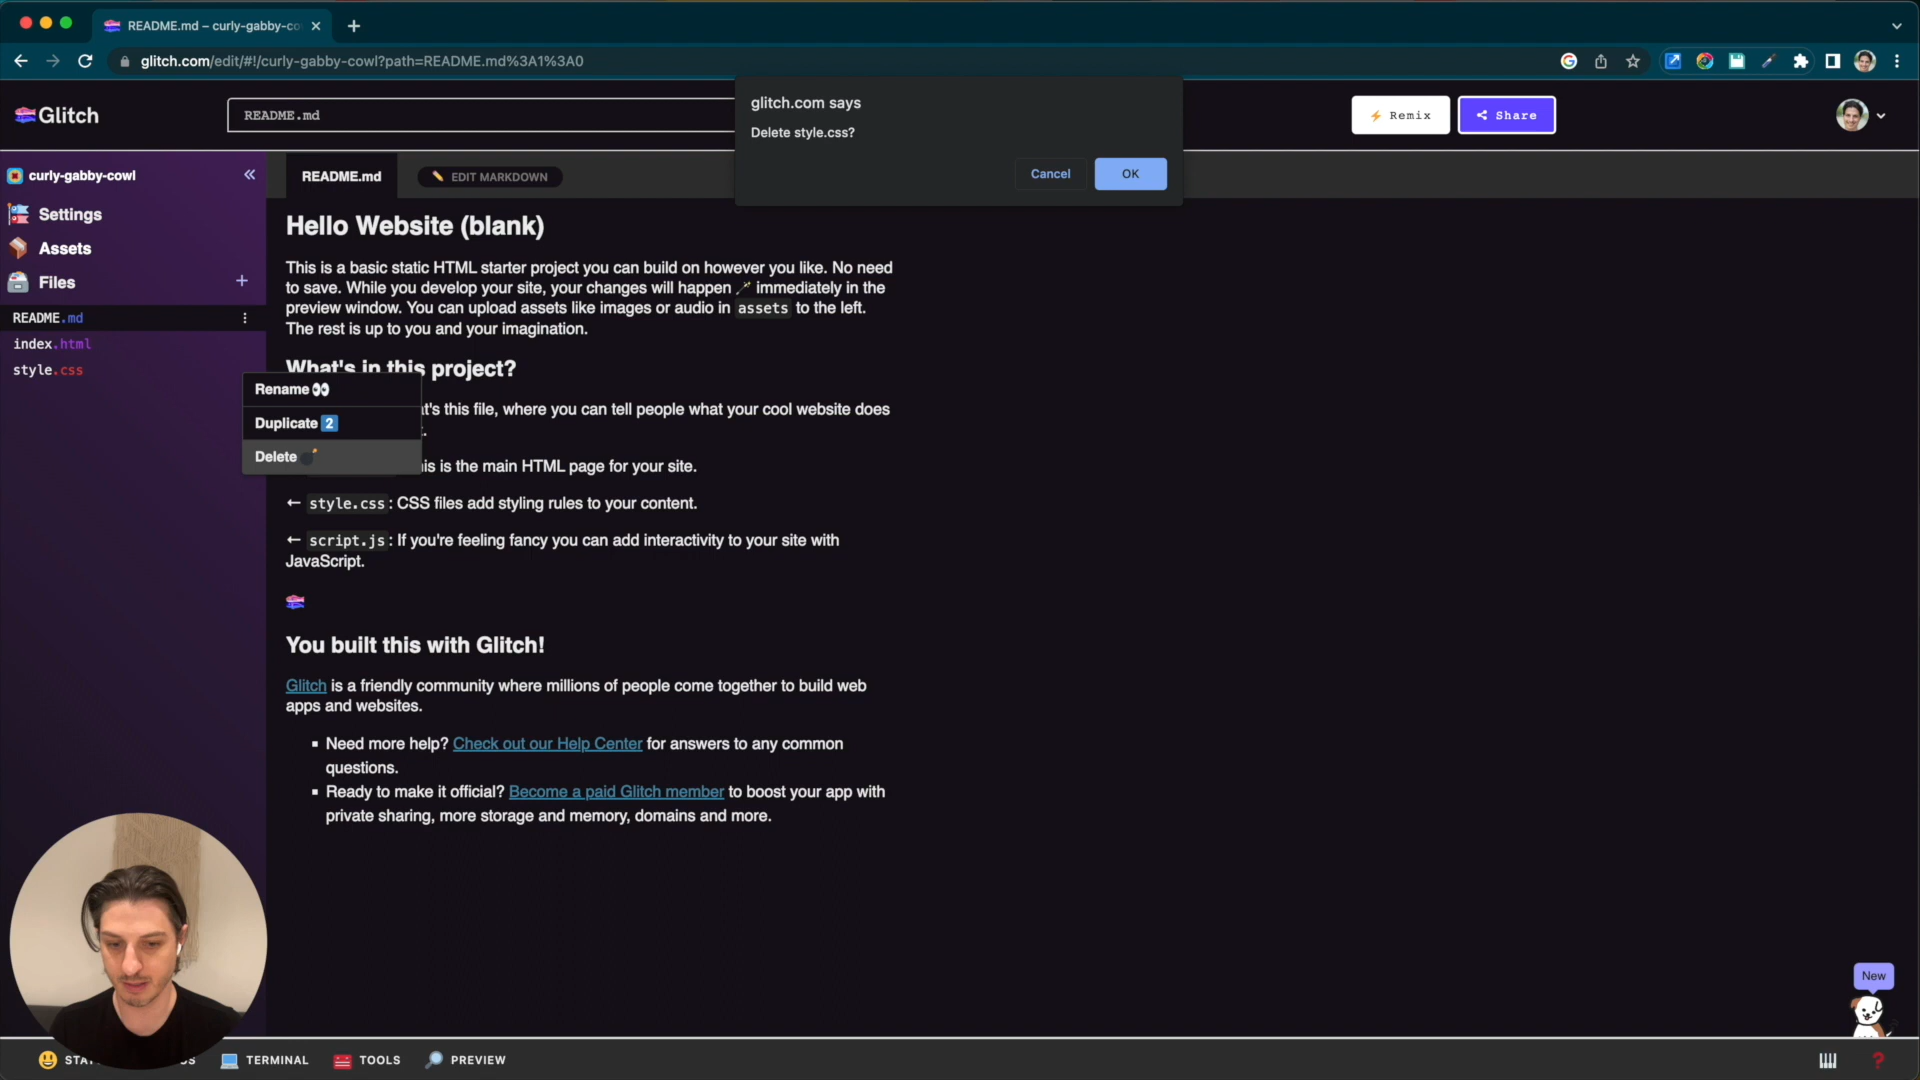 README.md – curly-gabby-co
glitch.com/edit/#!/curly-gabby-cowl?path=README.md%3A1%3A0
glitch.com says
Delete style.css?
Cancel
OK
Glitch
README.md
Remix
Share
curly-gabby-cowl
README.md
EDIT MARKDOWN
Settings
Assets
Files
README.md
index.html
style.css
Rename
Duplicate 2
Delete
Hello Website (blank)
This is a basic static HTML starter project you can build on however you like. No need
to save. While you develop your site, your changes will happen immediately in the
preview window. You can upload assets like images or audio in assets to the left.
The rest is up to you and your imagination.
What's in this project?
t's this file, where you can tell people what your cool website does
is is the main HTML page for your site.
← style.css: CSS files add styling rules to your content.
← script.js: If you're feeling fancy you can add interactivity to your site with
JavaScript.
You built this with Glitch!
Glitch is a friendly community where millions of people come together to build web
apps and websites.
Need more help? Check out our Help Center for answers to any common
questions.
Ready to make it official? Become a paid Glitch member to boost your app with
private sharing, more storage and memory, domains and more.
New
STA
S
TERMINAL
TOOLS
PREVIEW
?